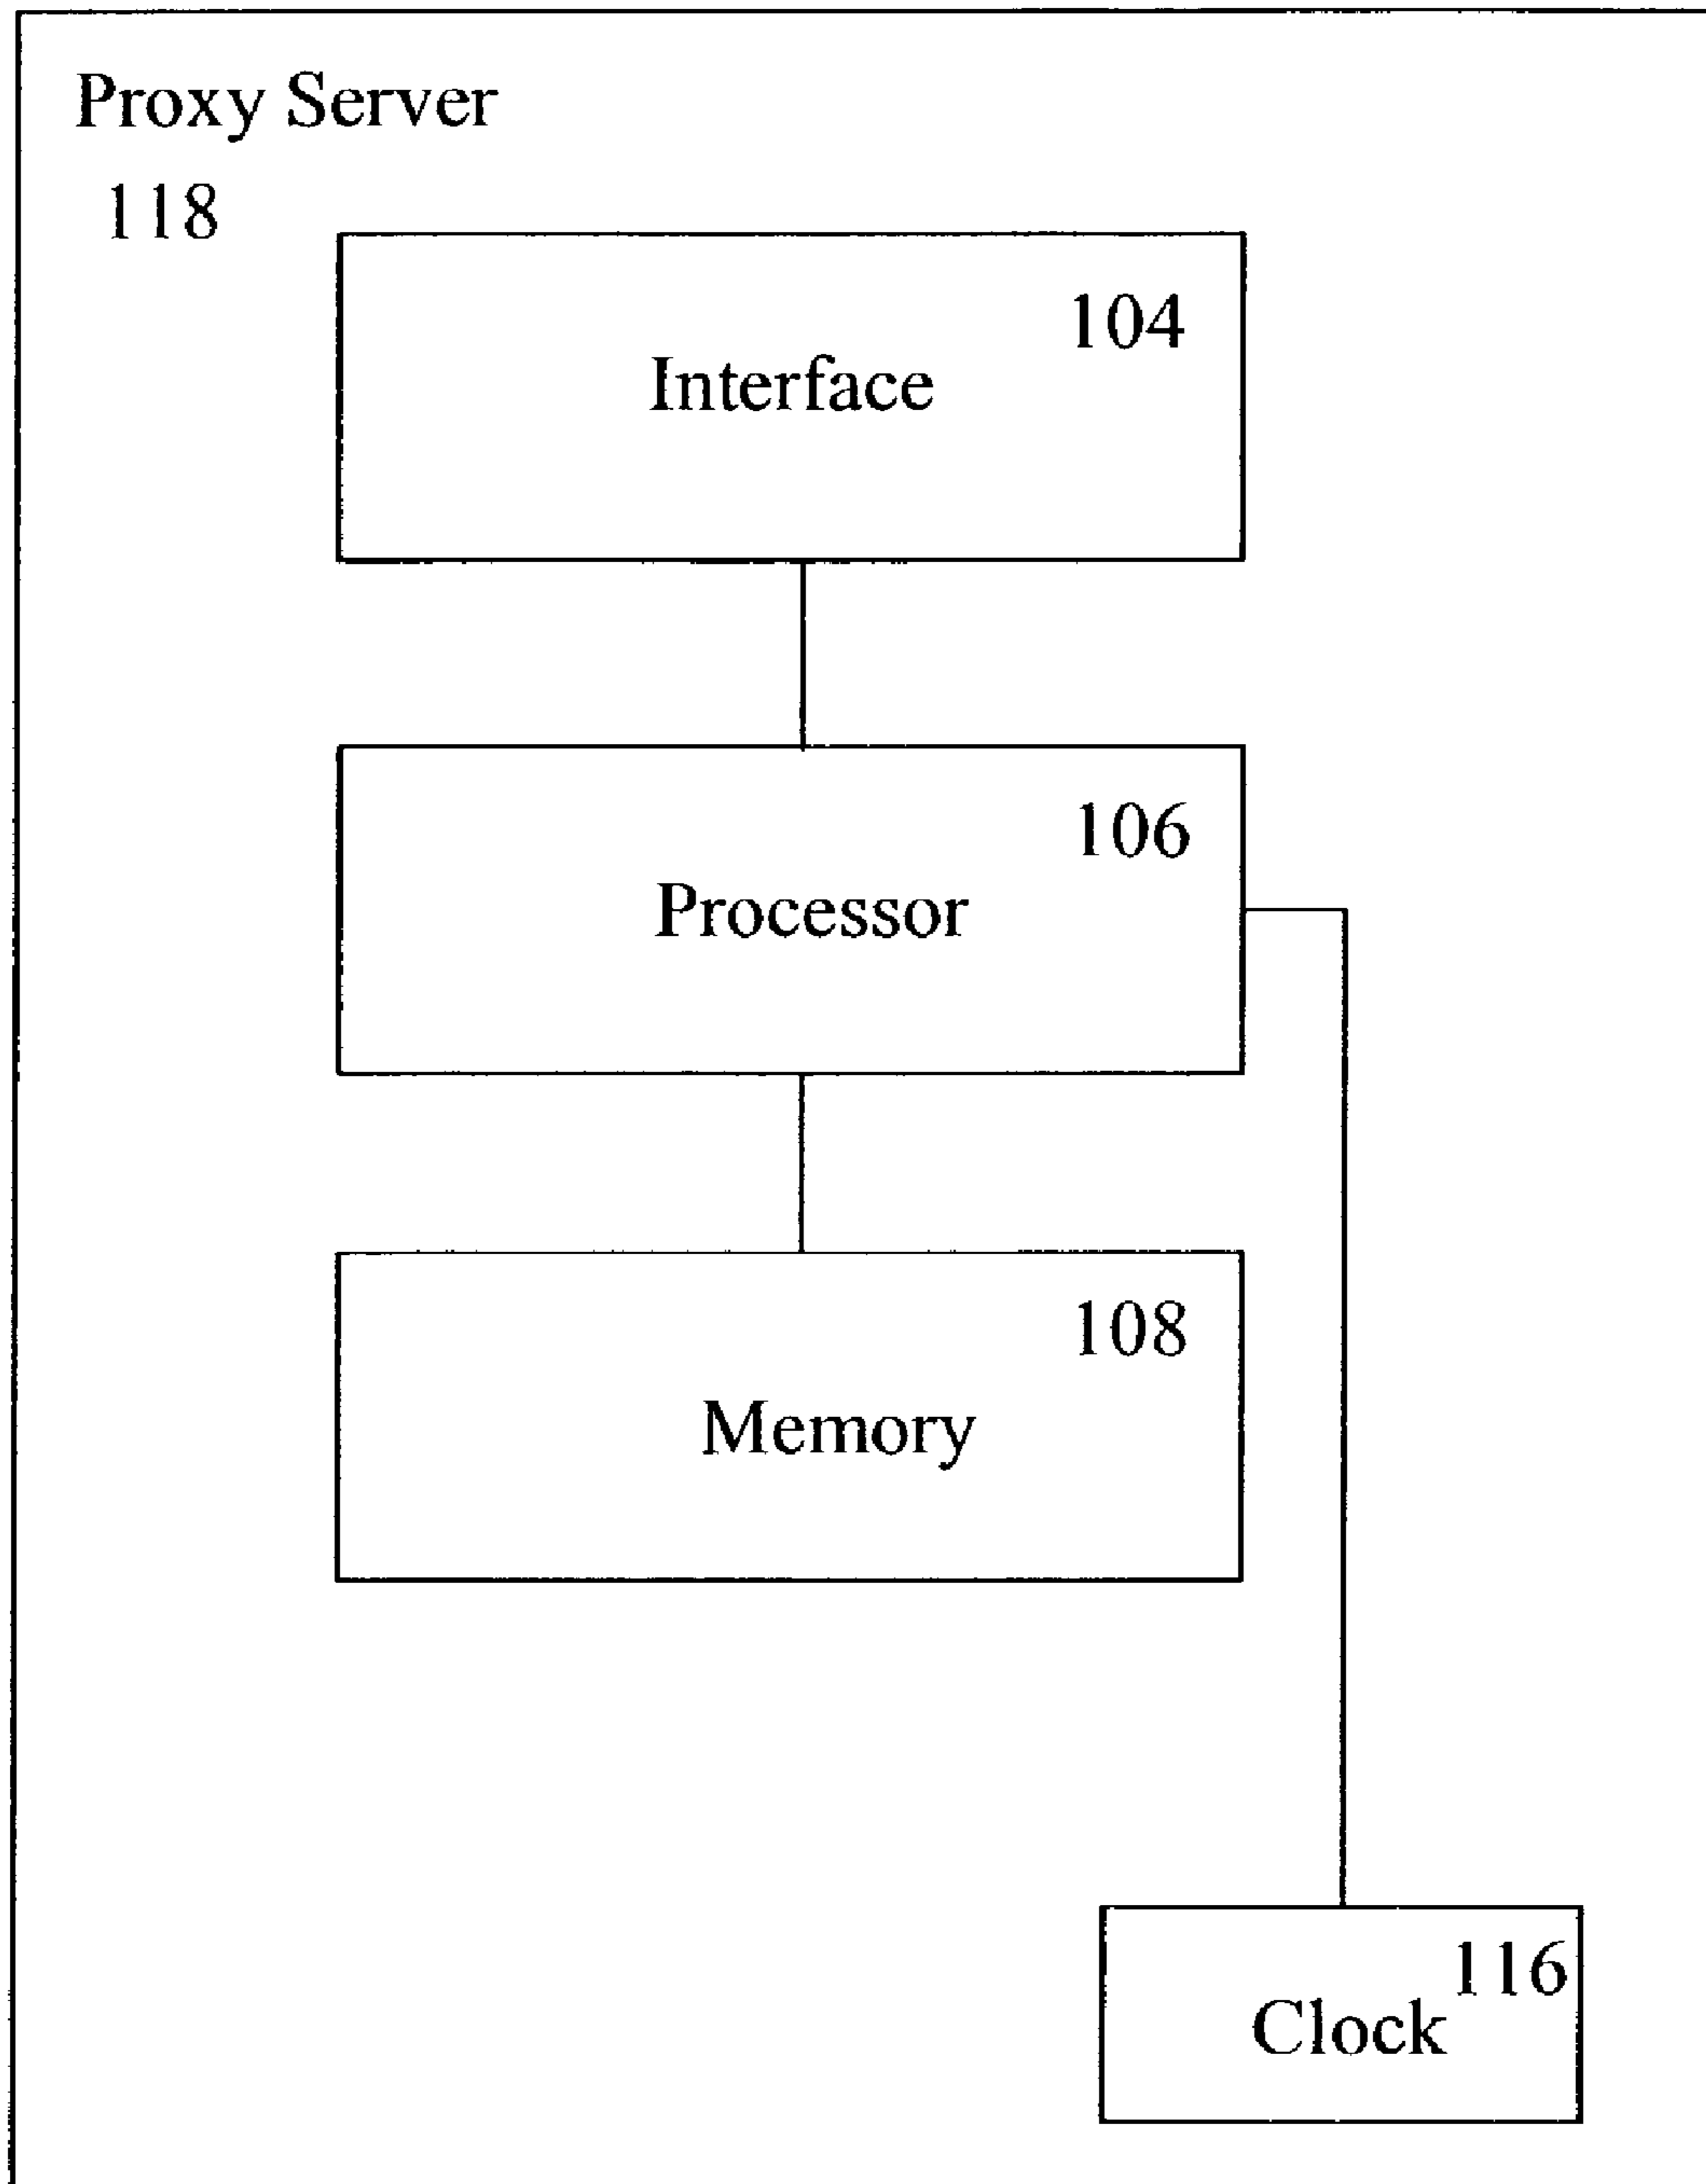 Proxy Server
118
104
Interface
106
Processor
108
Memory
116
Clock